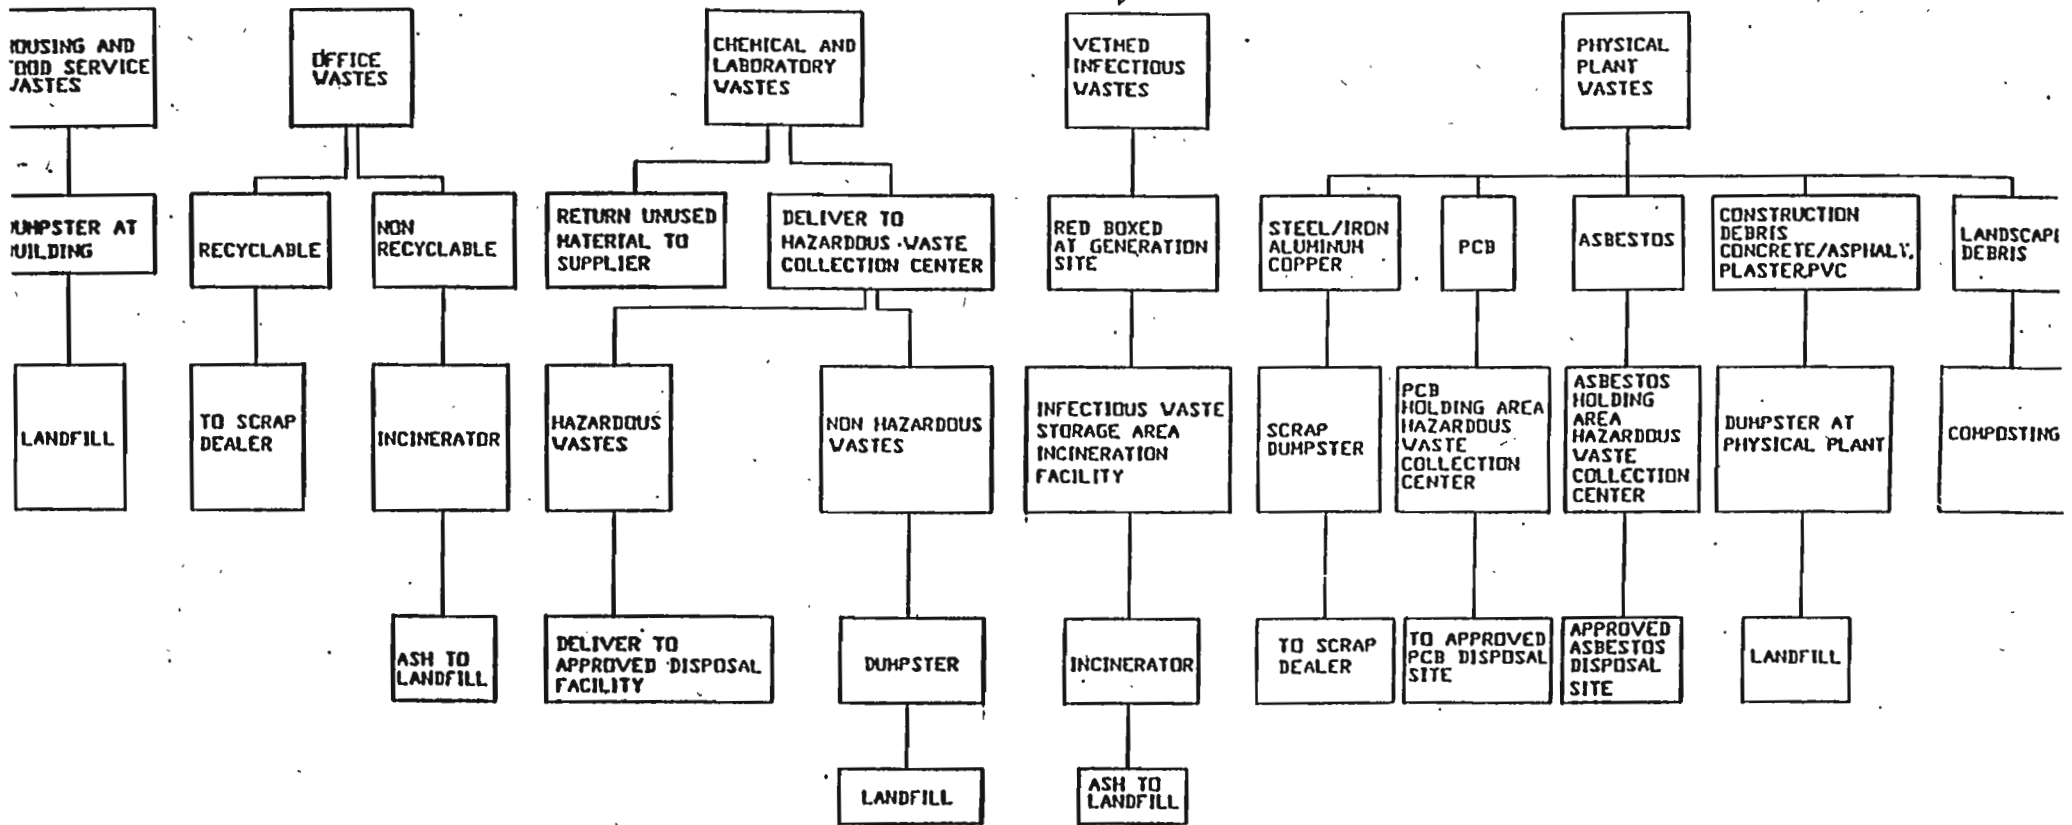 HOUSING AND
FOOD SERVICE
WASTES
OFFICE
WASTES
CHEMICAL AND
LABORATORY
WASTES
VETMED
INFECTIOUS
WASTES
PHYSICAL
PLANT
WASTES
DUMPSTER AT
BUILDING
RECYCLABLE
NON
RECYCLABLE
RETURN UNUSED
MATERIAL TO
SUPPLIER
DELIVER TO
HAZARDOUS WASTE
COLLECTION CENTER
RED BOXED
AT GENERATION
SITE
STEEL/IRON
ALUMINUM
COPPER
PCB
ASBESTOS
CONSTRUCTION
DEBRIS
CONCRETE/ASPHALT,
PLASTER,PVC
LANDSCAPE
DEBRIS
LANDFILL
TO SCRAP
DEALER
INCINERATOR
HAZARDOUS
WASTES
NON HAZARDOUS
WASTES
INFECTIOUS WASTE
STORAGE AREA
INCINERATION
FACILITY
SCRAP
DUMPSTER
PCB
HOLDING AREA
HAZARDOUS
WASTE
COLLECTION
CENTER
ASBESTOS
HOLDING
AREA
HAZARDOUS
WASTE
COLLECTION
CENTER
DUMPSTER AT
PHYSICAL PLANT
COMPOSTING
ASH TO
LANDFILL
DELIVER TO
APPROVED DISPOSAL
FACILITY
DUMPSTER
INCINERATOR
TO SCRAP
DEALER
TO APPROVED
PCB DISPOSAL
SITE
APPROVED
ASBESTOS
DISPOSAL
SITE
LANDFILL
LANDFILL
ASH TO
LANDFILL